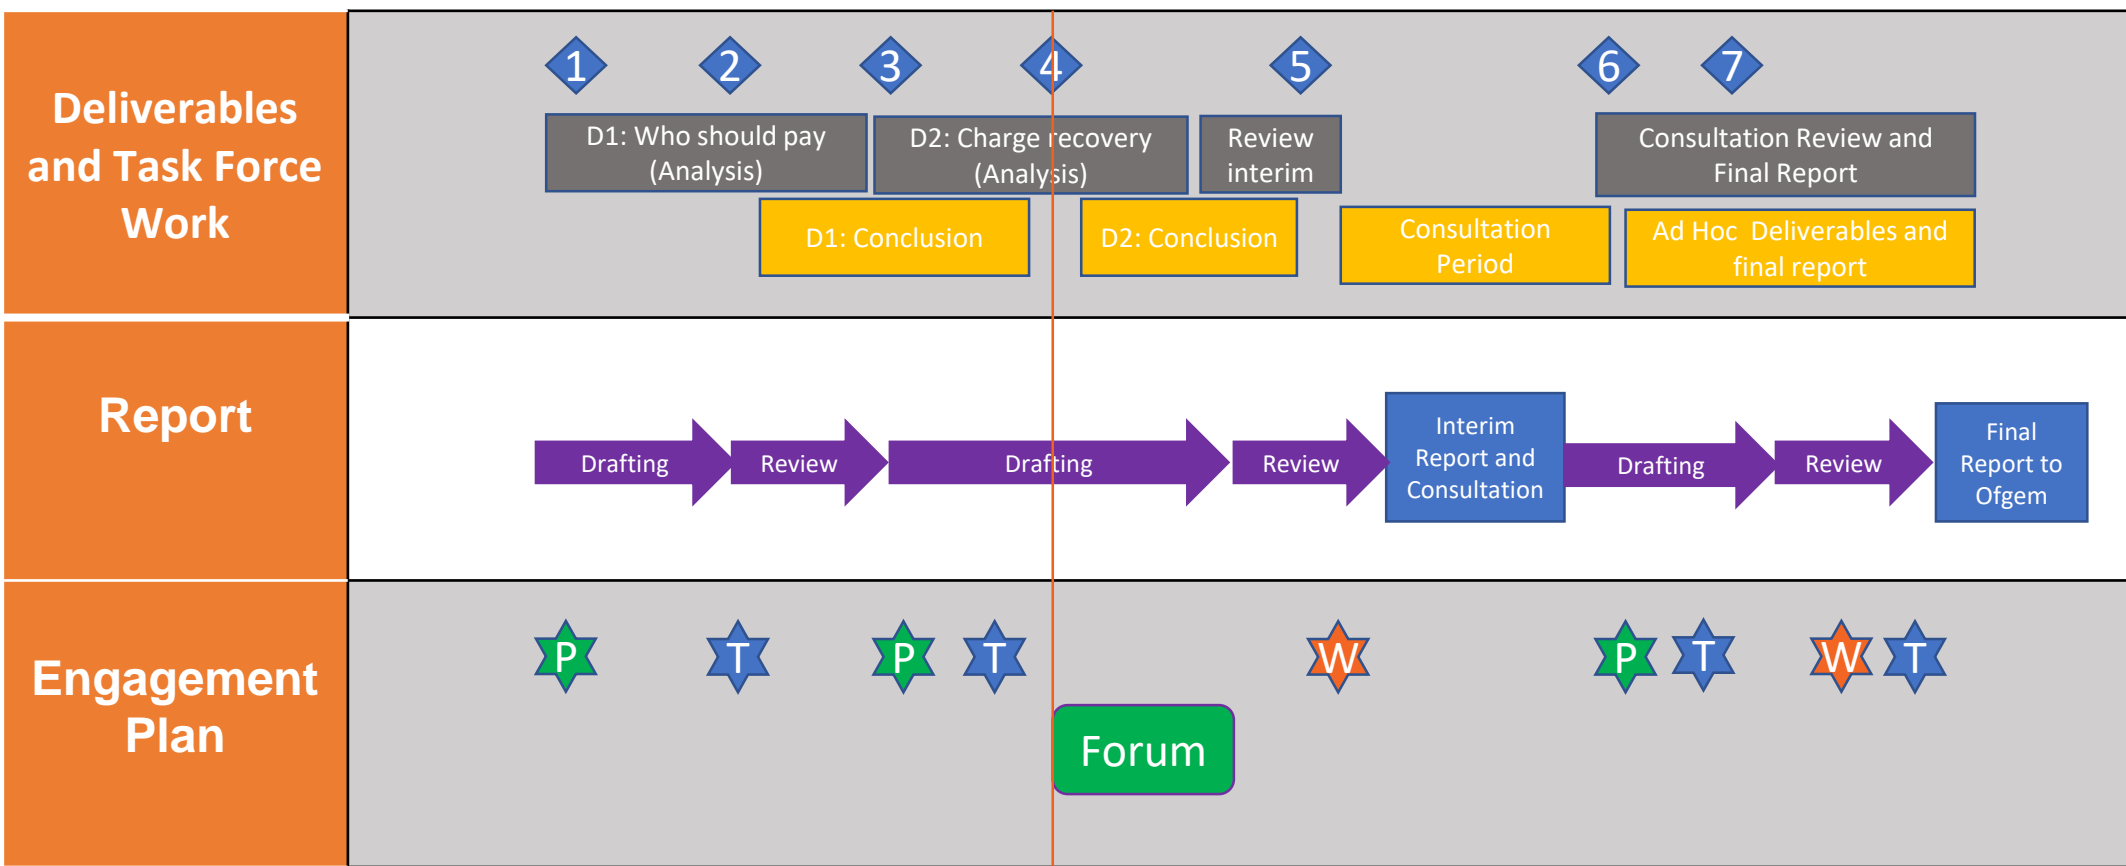 Deliverables
and Task Force
Work
1
2
3
4
5
6
7
D1: Who should pay
(Analysis)
D2: Charge recovery
(Analysis)
Review
interim
Consultation Review and
Final Report
D1: Conclusion
D2: Conclusion
Consultation
Period
Ad Hoc  Deliverables and
final report
Report
Drafting
Review
Drafting
Review
Interim
Report and
Consultation
Drafting
Review
Final
Report to
Ofgem
Engagement
Plan
P
T
P
T
W
P
T
W
T
Forum